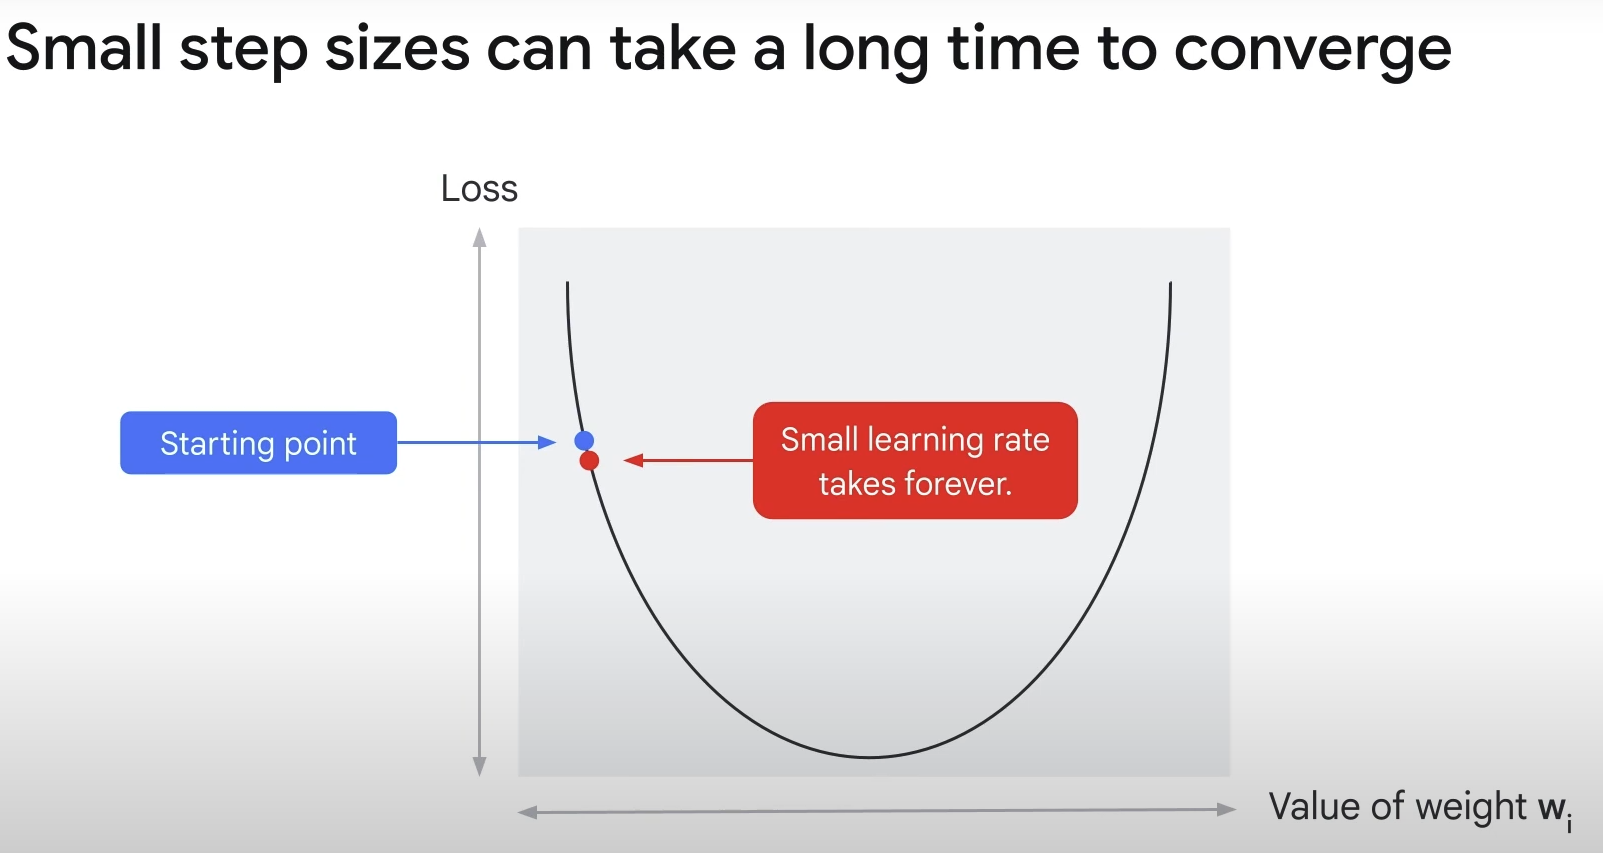 Small step sizes can take a long time to converge
Loss
Starting point
Small learning rate
takes forever.
Value of weight wi